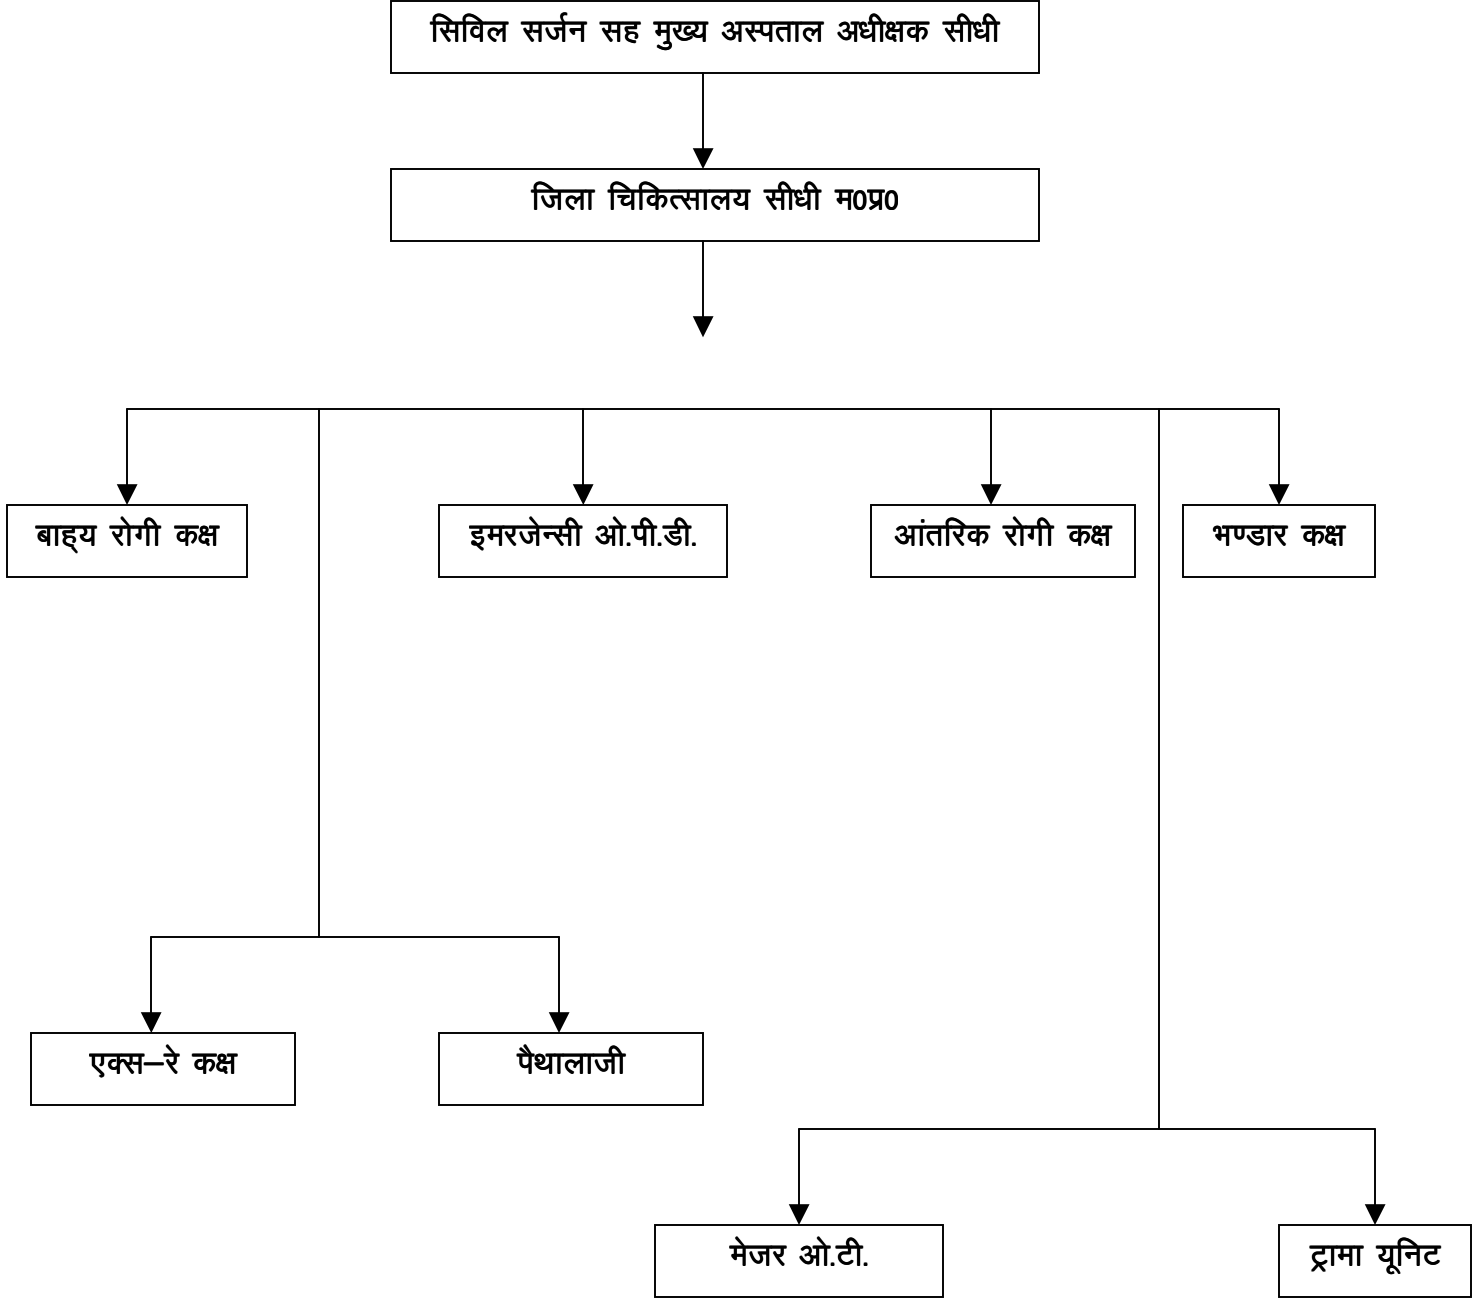 सिविल सर्जन सह मुख्य अस्पताल अधीक्षक सीधी
जिला चिकित्सालय सीधी म0प्र0
बाह्य रोगी कक्ष
इमरजेन्सी ओ.पी.डी.
आंतरिक रोगी कक्ष
भण्डार कक्ष
एक्स–रे कक्ष
पैथालाजी
मेजर ओ.टी.
ट्रामा यूनिट